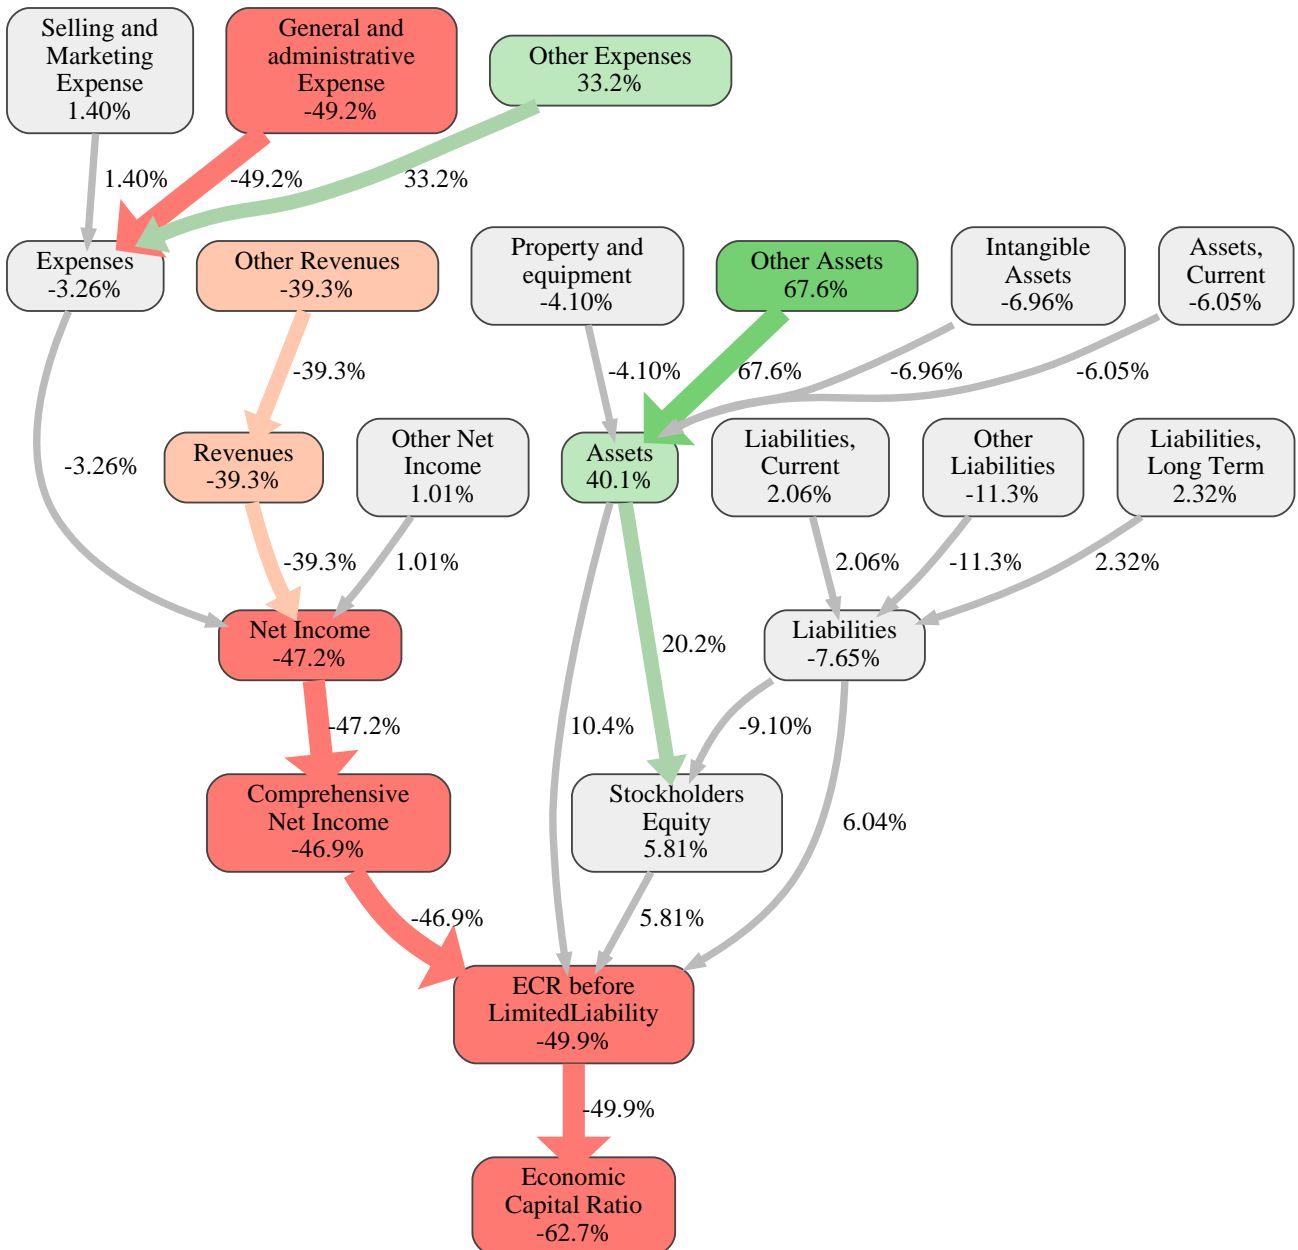 Selling and
Marketing
Expense
1.40%
General and
administrative
Expense
-49.2%
Other Expenses
33.2%
1.40%
-49.2%
33.2%
Expenses
-3.26%
Other Revenues
-39.3%
Property and
equipment
-4.10%
Other Assets
67.6%
Intangible
Assets
-6.96%
Assets,
Current
-6.05%
-39.3%
-4.10%
67.6%
-6.96%
-6.05%
-3.26%
Revenues
-39.3%
Other Net
Income
1.01%
Assets
40.1%
Liabilities,
Current
2.06%
Other
Liabilities
-11.3%
Liabilities,
Long Term
2.32%
-39.3%
1.01%
2.06%
-11.3%
2.32%
Net Income
-47.2%
20.2%
Liabilities
-7.65%
-47.2%
10.4%
-9.10%
Comprehensive
Net Income
-46.9%
Stockholders
Equity
5.81%
6.04%
-46.9%
5.81%
ECR before
LimitedLiability
-49.9%
-49.9%
Economic
Capital Ratio
-62.7%